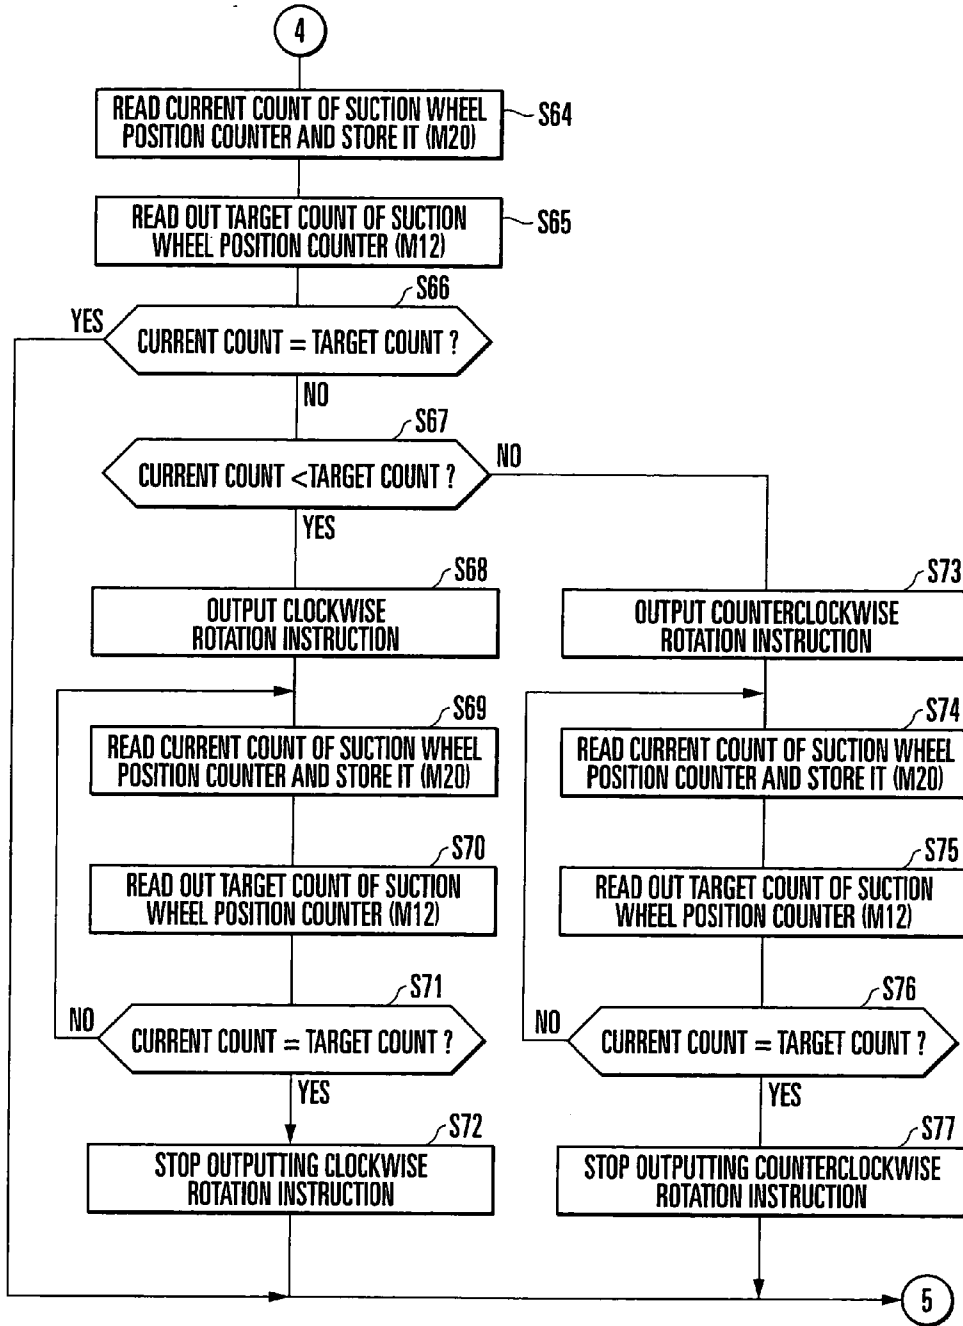 4
READ CURRENT COUNT OF SUCTION WHEEL
POSITION COUNTER AND STORE IT (M20)
S64
READ OUT TARGET COUNT OF SUCTION
WHEEL POSITION COUNTER (M12)
S65
S66
YES
CURRENT COUNT = TARGET COUNT ?
NO
S67
CURRENT COUNT <TARGET COUNT ?
NO
YES
S68
OUTPUT CLOCKWISE
ROTATION INSTRUCTION
S73
OUTPUT COUNTERCLOCKWISE
ROTATION INSTRUCTION
S69
READ CURRENT COUNT OF SUCTION WHEEL
POSITION COUNTER AND STORE IT (M20)
S74
READ CURRENT COUNT OF SUCTION WHEEL
POSITION COUNTER AND STORE IT (M20)
S70
READ OUT TARGET COUNT OF SUCTION
WHEEL POSITION COUNTER (M12)
S75
READ OUT TARGET COUNT OF SUCTION
WHEEL POSITION COUNTER (M12)
S71
NO
CURRENT COUNT = TARGET COUNT ?
YES
S76
NO
CURRENT COUNT = TARGET COUNT ?
YES
S72
STOP OUTPUTTING CLOCKWISE
ROTATION INSTRUCTION
S77
STOP OUTPUTTING COUNTERCLOCKWISE
ROTATION INSTRUCTION
5